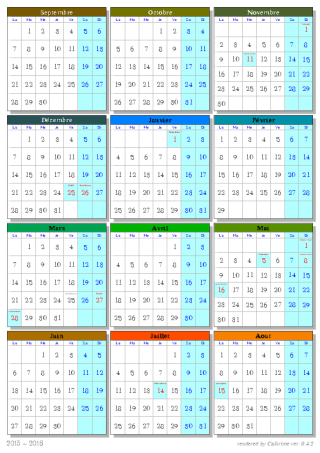 Septembre
Lu Ma Me Je Ve Sa Di
1 2 3 4 5 6
7 8 9 10 11 12 13
14 15 16 17 18 19 20
21 22 23 24 25 26 27
28 29 30
Octobre
Lu Ma Me Je Ve Sa Di
1 2 3 4
5 6 7 8 9 10 11
12 13 14 15 16 17 18
19 20 21 22 23 24 25
26 27 28 29 30 31
Novembre
Lu Ma Me Je Ve Sa Di
1
2 3 4 5 6 7 8
9 10 11 12 13 14 15
16 17 18 19 20 21 22
23 24 25 26 27 28 29
30
Décembre
Lu Ma Me Je Ve Sa Di
1 2 3 4 5 6
7 8 9 10 11 12 13
14 15 16 17 18 19 20
21 22 23 24 25 26 27
28 29 30 31
Janvier
Lu Ma Me Je Ve Sa Di
1 2 3
4 5 6 7 8 9 10
11 12 13 14 15 16 17
18 19 20 21 22 23 24
25 26 27 28 29 30 31
Février
Lu Ma Me Je Ve Sa Di
1 2 3 4 5 6 7
8 9 10 11 12 13 14
15 16 17 18 19 20 21
22 23 24 25 26 27 28
29
Mars
Lu Ma Me Je Ve Sa Di
1 2 3 4 5 6
7 8 9 10 11 12 13
14 15 16 17 18 19 20
21 22 23 24 25 26 27
28 29 30 31
Avril
Lu Ma Me Je Ve Sa Di
1 2 3
4 5 6 7 8 9 10
11 12 13 14 15 16 17
18 19 20 21 22 23 24
25 26 27 28 29 30
Mai
Lu Ma Me Je Ve Sa Di
1
2 3 4 5 6 7 8
9 10 11 12 13 14 15
16 17 18 19 20 21 22
23 24 25 26 27 28 29
30 31
Juin
Lu Ma Me Je Ve Sa Di
1 2 3 4 5
6 7 8 9 10 11 12
13 14 15 16 17 18 19
20 21 22 23 24 25 26
27 28 29 30
Juillet
Lu Ma Me Je Ve Sa Di
1 2 3
4 5 6 7 8 9 10
11 12 13 14 15 16 17
18 19 20 21 22 23 24
25 26 27 28 29 30 31
Aout
Lu Ma Me Je Ve Sa Di
1 2 3 4 5 6 7
8 9 10 11 12 13 14
15 16 17 18 19 20 21
22 23 24 25 26 27 28
29 30 31
2015 - 2016
rendered by ver 0.4.2